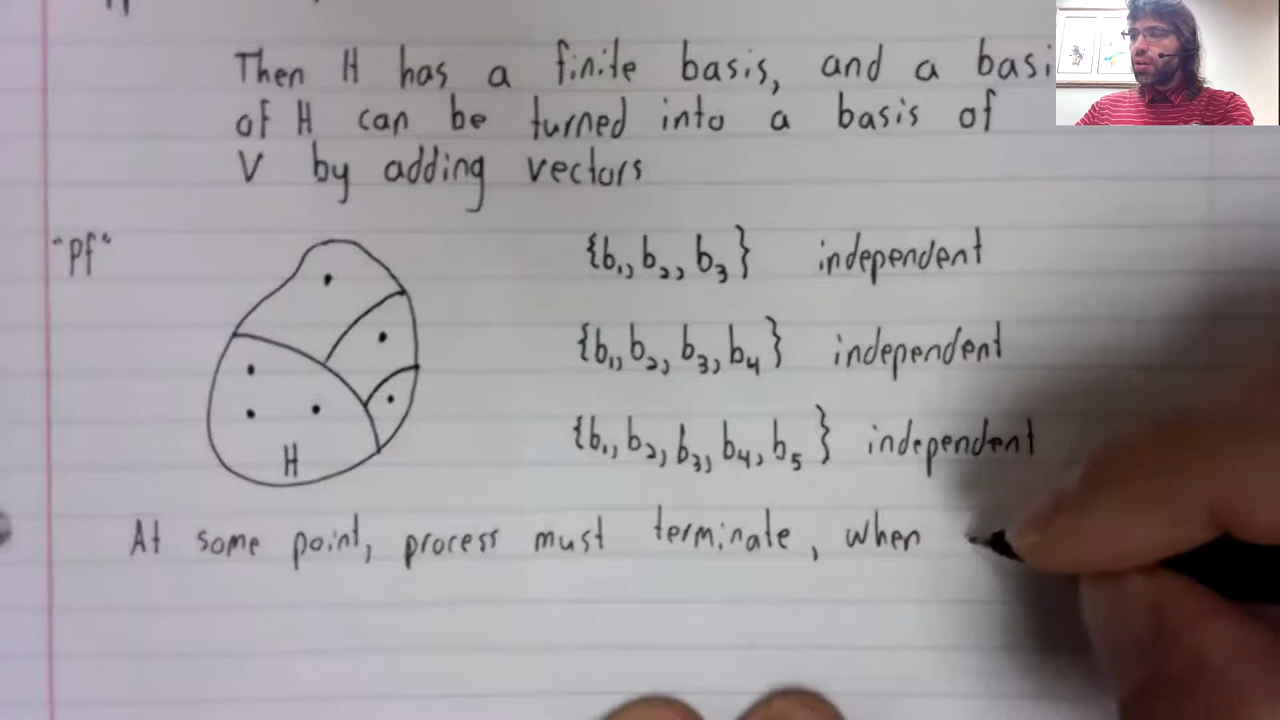 Then H has a finite basis, and a basi
of H can be turned into a basis of
V by adding vectors
"Pf"
{b₁, b₂, b₃} independent
{b₁, b₂, b₃, b₄} independent
{b₁, b₂, b₃, b₄, b₅} independent
H
At some point, process must terminate, when